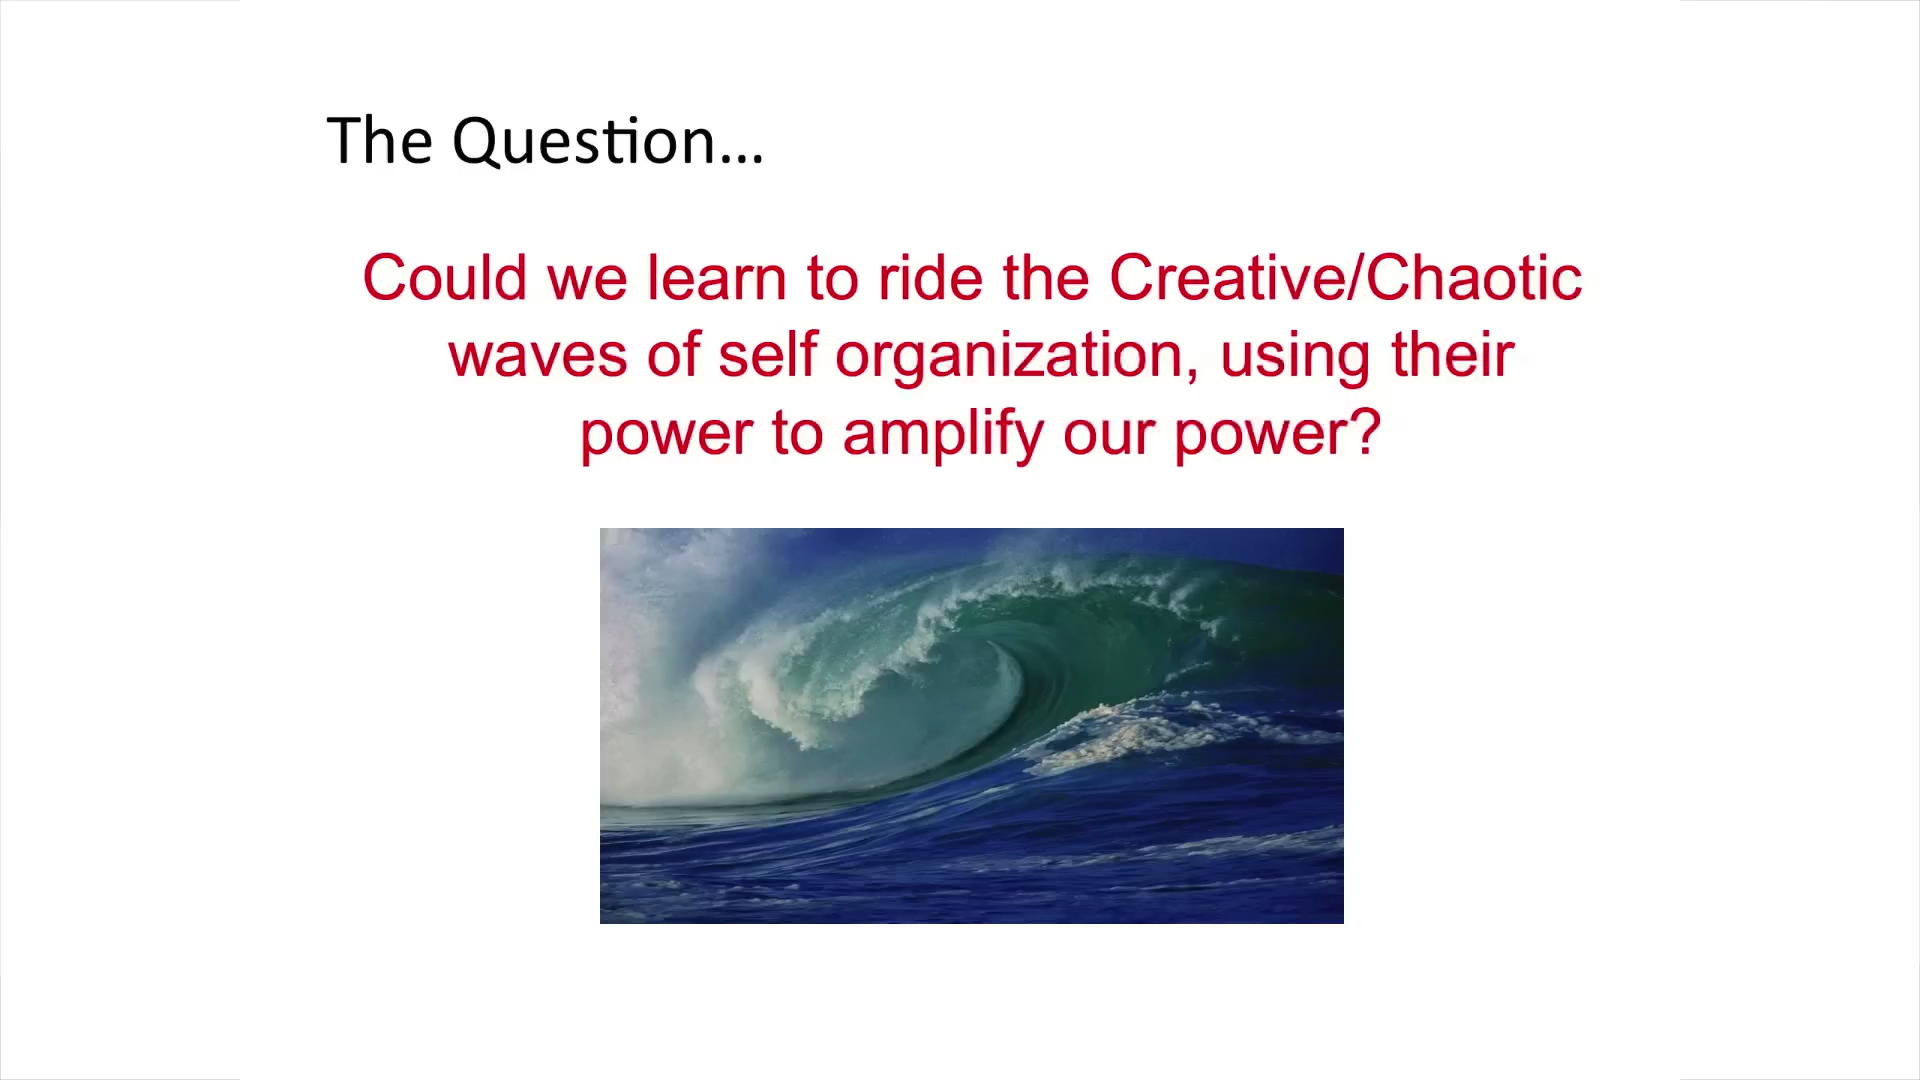 The Question...
Could we learn to ride the Creative/Chaotic
waves of self organization, using their
power to amplify our power?